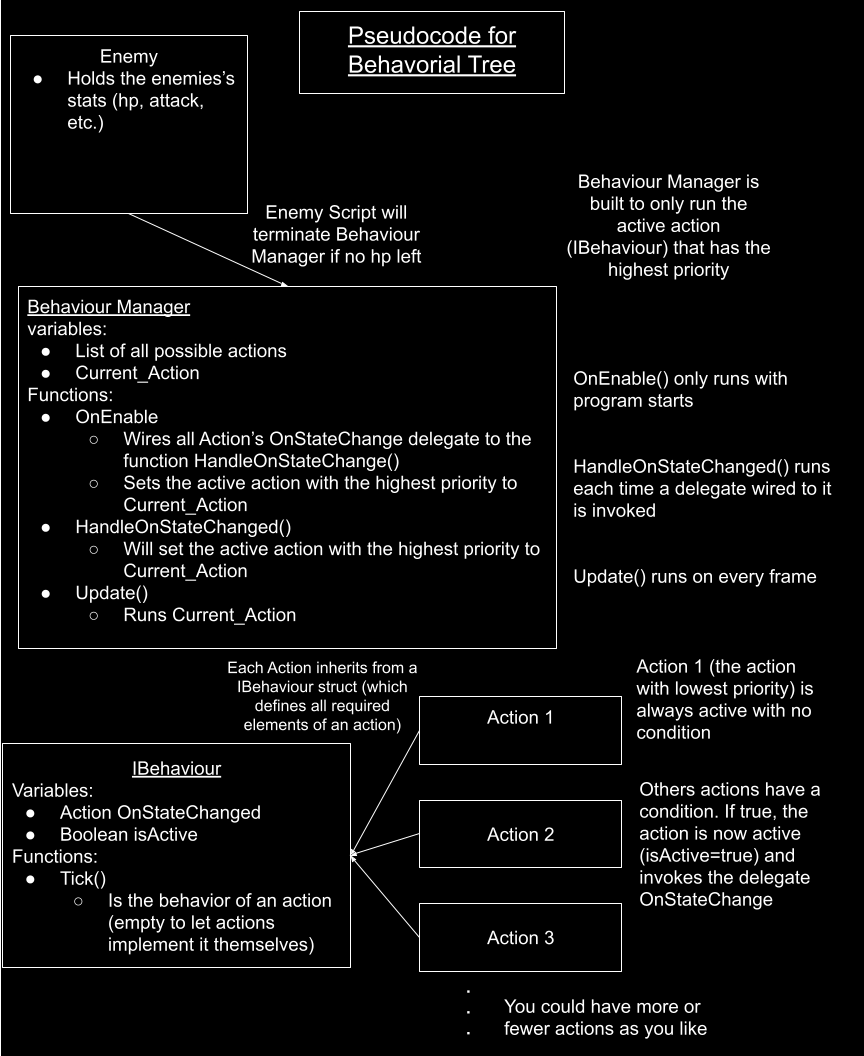 Pseudocode for
Behavorial Tree
Enemy
● Holds the enemies's
stats (hp, attack,
etc.)
Enemy Script will
terminate Behaviour
Manager if no hp left
Behaviour Manager is
built to only run the
active action
(IBehaviour) that has the
highest priority
Behaviour Manager
variables:
● List of all possible actions
● Current_Action
Functions:
● OnEnable
○ Wires all Action's OnStateChange delegate to the
function HandleOnStateChange()
○ Sets the active action with the highest priority to
Current_Action
● HandleOnStateChanged()
○ Will set the active action with the highest priority to
Current_Action
● Update()
○ Runs Current_Action
OnEnable() only runs with
program starts
HandleOnStateChanged() runs
each time a delegate wired to it
is invoked
Update() runs on every frame
Each Action inherits from a
IBehaviour struct (which
defines all required
elements of an action)
IBehaviour
Variables:
● Action OnStateChanged
● Boolean isActive
Functions:
● Tick()
○ Is the behavior of an action
(empty to let actions
implement it themselves)
Action 1
Action 2
Action 3
Action 1 (the action
with lowest priority) is
always active with no
condition
Others actions have a
condition. If true, the
action is now active
(isActive=true) and
invokes the delegate
OnStateChange
.
.
.
You could have more or
fewer actions as you like